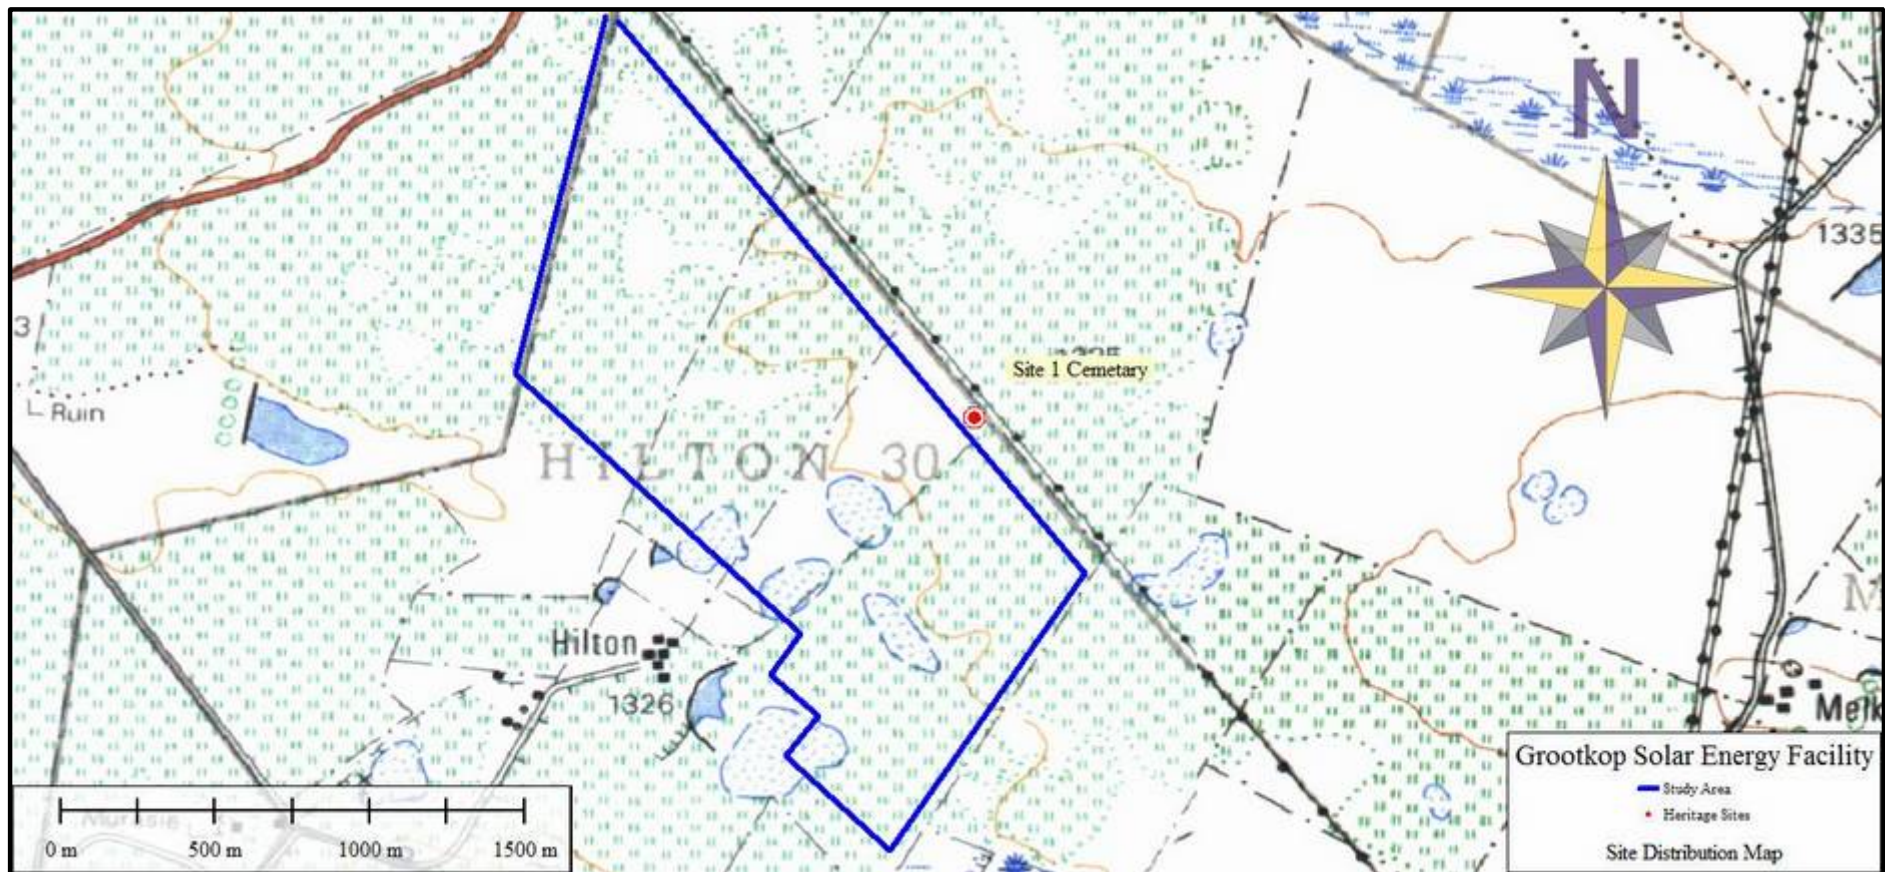 N
1335
Site 1 Cemetary
3
Ruin
HILTON 30
Hilton
1326
M
Melk
Grootkop Solar Energy Facility
Study Area
Heritage Sites
Site Distribution Map
Murasie
0 m
500 m
1000 m
1500 m